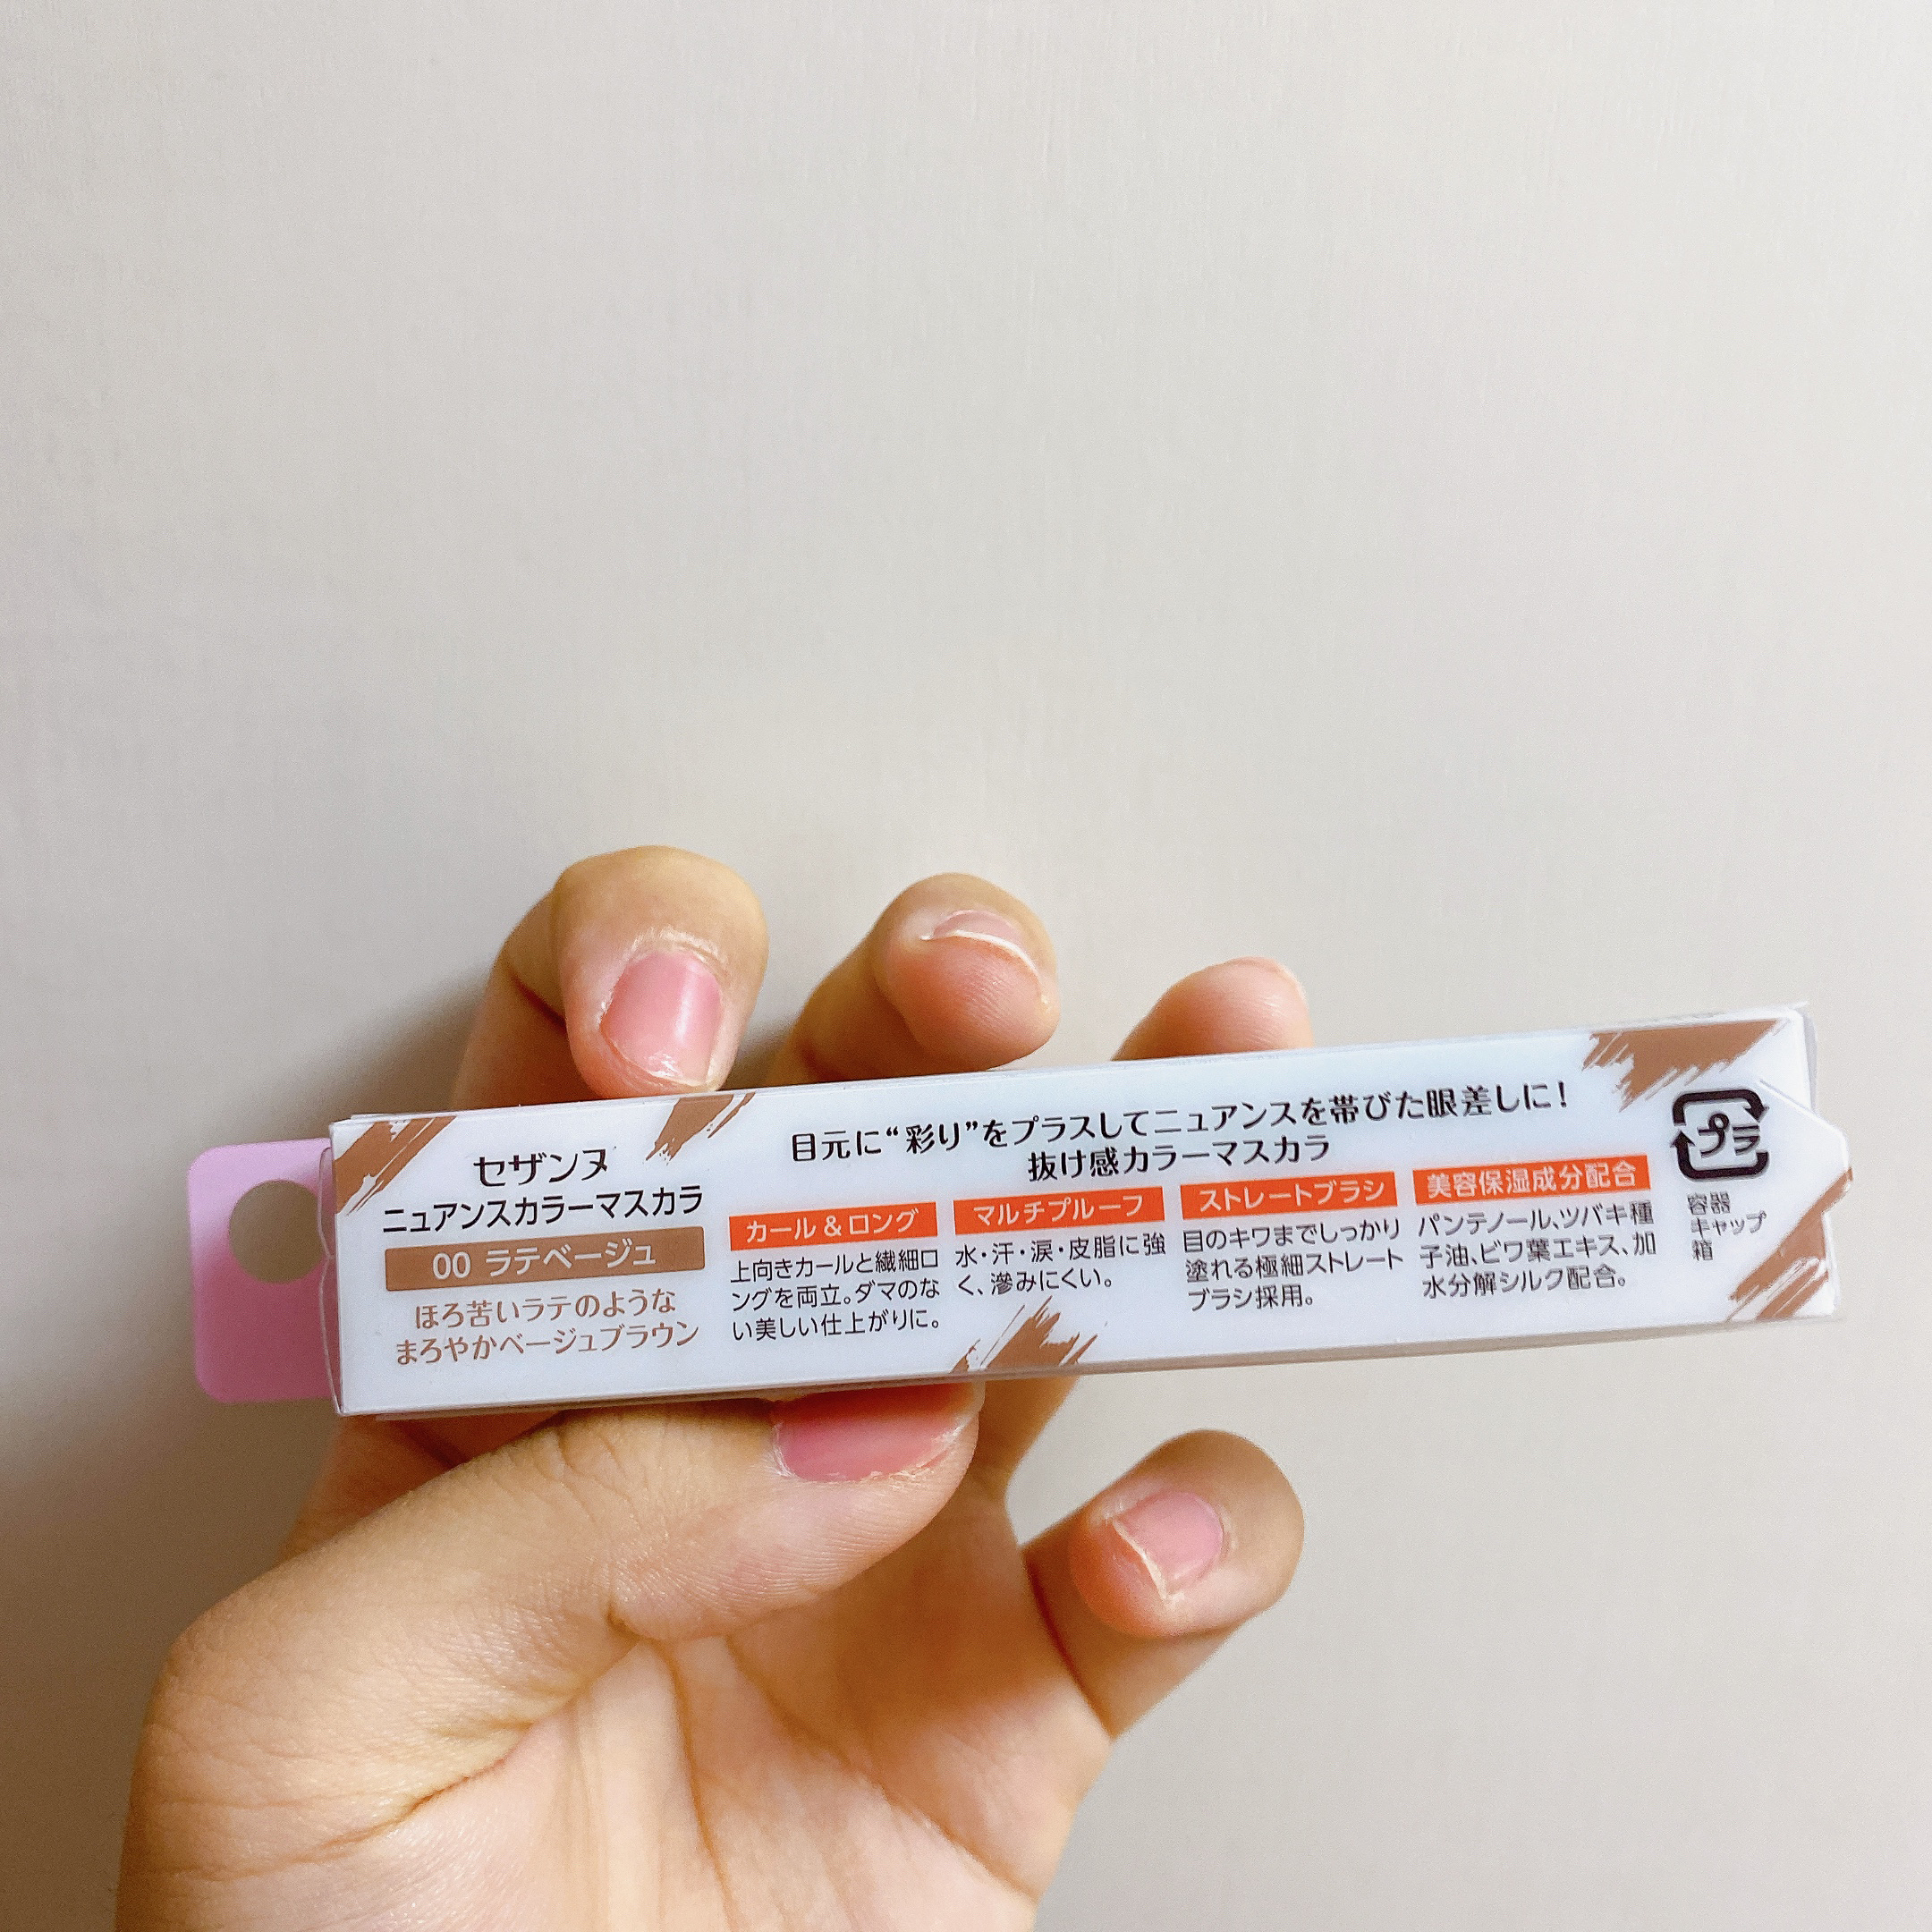 セザンヌ
ニュアンスカラーマスカラ
00 ラテベージュ
ほろ苦いラテのような
まろやかベージュブラウン
目元に“彩り”をプラスしてニュアンスを帯びた眼差しに！
抜け感カラーマスカラ
カール & ロング
上向きカールと繊細ロ
ングを両立。ダマのな
い美しい仕上がりに。
マルチプルーフ
水・汗・涙・皮脂に強
く、滲みにくい。
ストレートブラシ
目のキワまでしっかり
塗れる極細ストレート
ブラシ採用。
美容保湿成分配合
パンテノール、ツバキ種
子油、ビワ葉エキス、加
水分解シルク配合。
プラ
容器
キャップ
箱